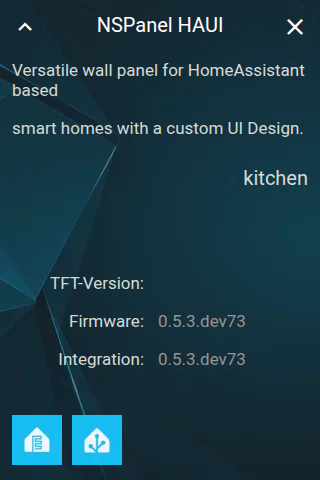 NSPanel HAUI
Versatile wall panel for HomeAssistant
based
smart homes with a custom UI Design.
kitchen
TFT-Version:
Firmware: 0.5.3.dev73
Integration: 0.5.3.dev73